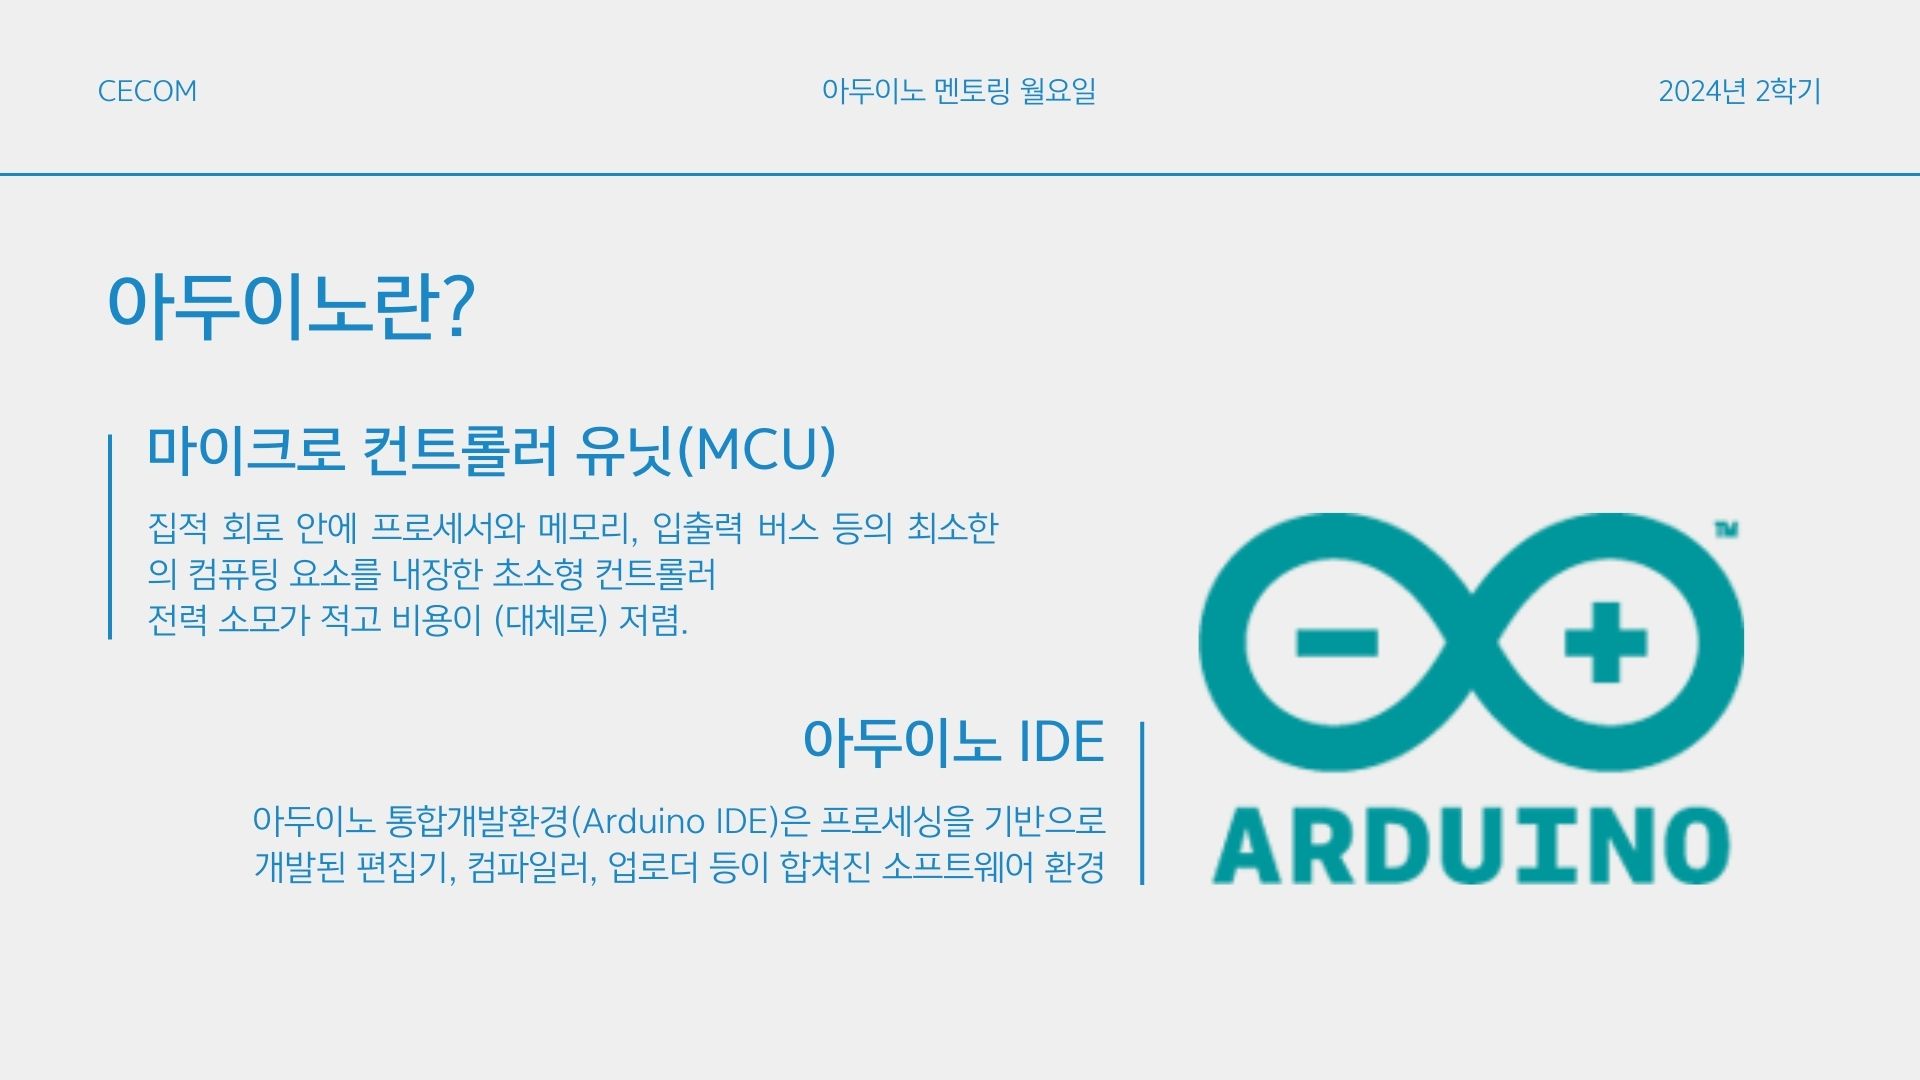 CECOM
아두이노 멘토링 월요일
2024년 2학기
아두이노란?
마이크로 컨트롤러 유닛(MCU)
집적 회로 안에 프로세서와 메모리, 입출력 버스 등의 최소한
의 컴퓨팅 요소를 내장한 초소형 컨트롤러
전력 소모가 적고 비용이 (대체로) 저렴.
아두이노 IDE
아두이노 통합개발환경(Arduino IDE)은 프로세싱을 기반으로
개발된 편집기, 컴파일러, 업로더 등이 합쳐진 소프트웨어 환경
TM
ARDUINO